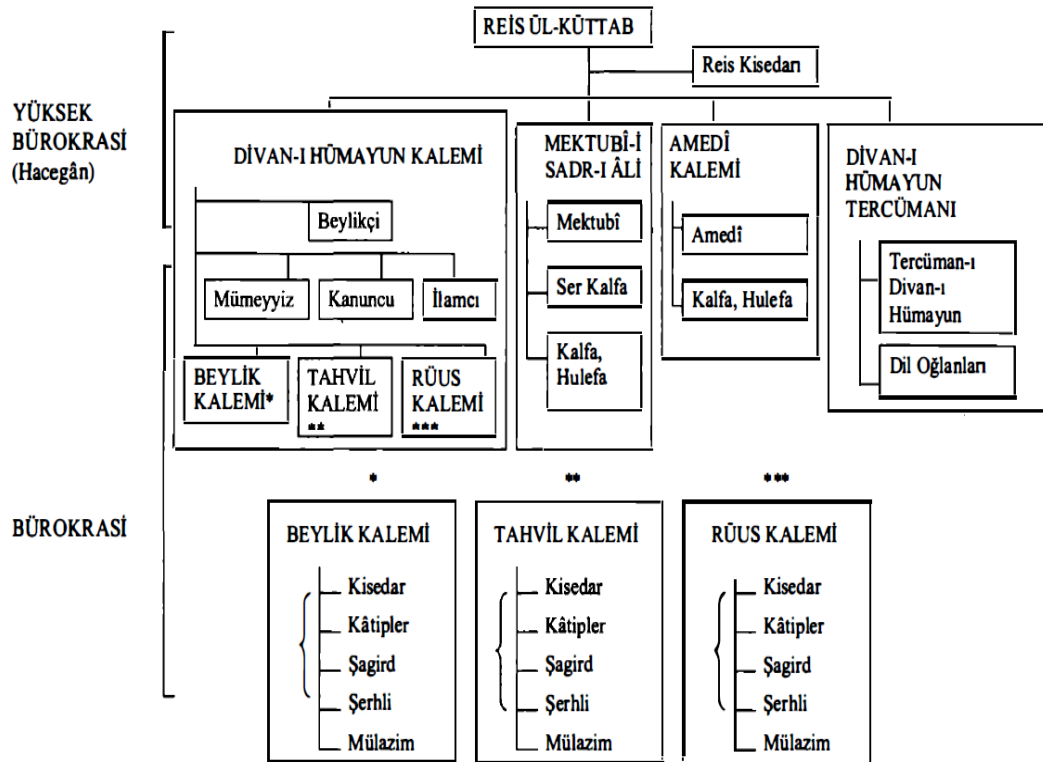 REİS ÜL-KÜTTAB
Reis Kisedarı
YÜKSEK
BÜROKRASİ
(Hacegân)
DİVAN-I HÜMAYUN KALEMİ
Beylikçi
Mümeyyiz
Kanuncu
İlamcı
BEYLİK
KALEMİ*
TAHVİL
KALEMİ
**
RÜUS
KALEMİ
***
MEKTUBÎ-İ
SADR-I ÂLİ
Mektubî
Ser Kalfa
Kalfa,
Hulefa
AMEDÎ
KALEMİ
Amedî
Kalfa, Hulefa
DİVAN-I
HÜMAYUN
TERCÜMANI
Tercüman-ı
Divan-ı
Hümayun
Dil Oğlanları
BÜROKRASİ
*
BEYLİK KALEMİ
Kisedar
Kâtipler
Şagird
Şerhli
Mülazim
**
TAHVİL KALEMİ
Kisedar
Kâtipler
Şagird
Şerhli
Mülazim
***
RÜUS KALEMİ
Kisedar
Kâtipler
Şagird
Şerhli
Mülazim